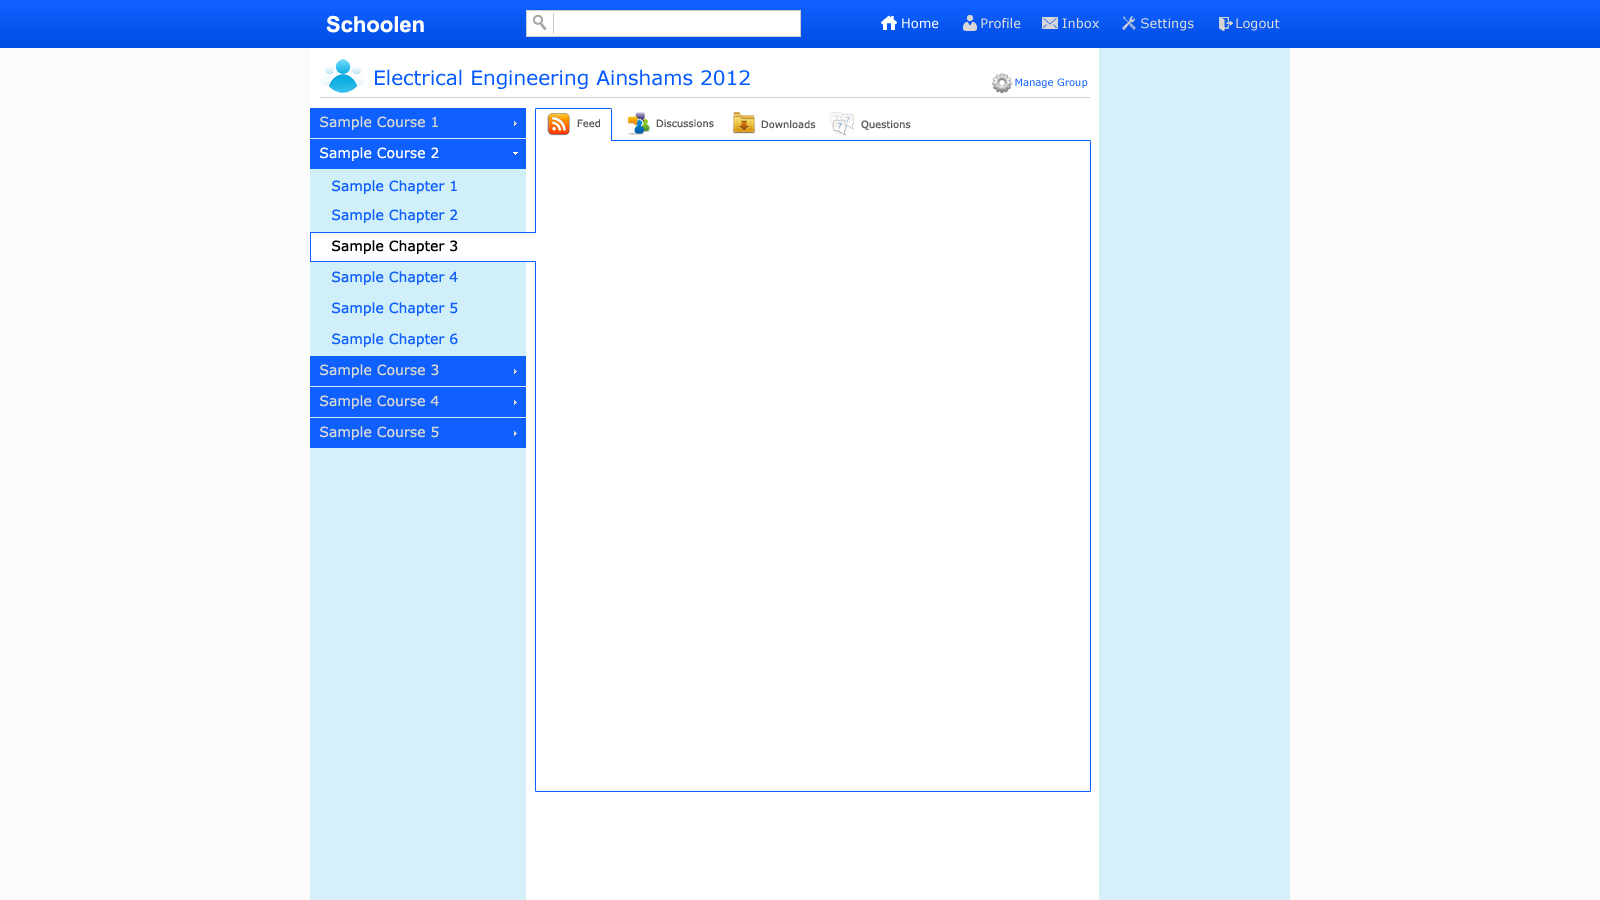 Schoolen
Home Profile Inbox Settings Logout
Electrical Engineering Ainshams 2012
Manage Group
Sample Course 1
Sample Course 2
Sample Chapter 1
Sample Chapter 2
Sample Chapter 3
Sample Chapter 4
Sample Chapter 5
Sample Chapter 6
Sample Course 3
Sample Course 4
Sample Course 5
Feed Discussions Downloads Questions